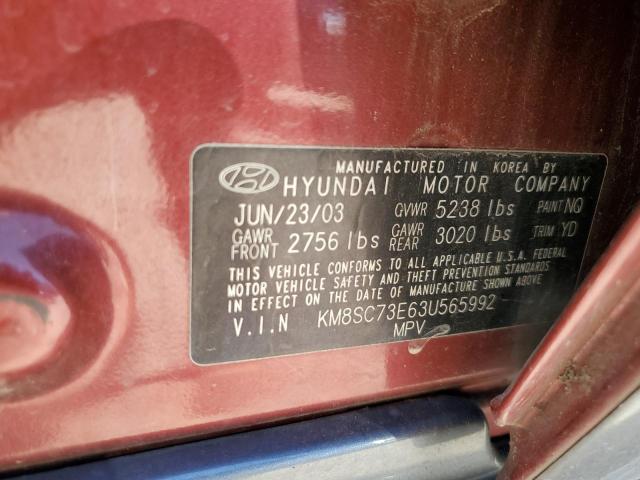 MANUFACTURED IN KOREA BY
HYUNDAI MOTOR COMPANY
JUN/23/03 GVWR 5238 lbs PAINT NQ
GAWR FRONT 2756 lbs GAWR REAR 3020 lbs TRIM YD
THIS VEHICLE CONFORMS TO ALL APPLICABLE U.S.A. FEDERAL
MOTOR VEHICLE SAFETY AND THEFT PREVENTION STANDARDS
IN EFFECT ON THE DATE OF MANUFACTURE SHOWN ABOVE
V.I.N KM8SC73E63U565992
MPV